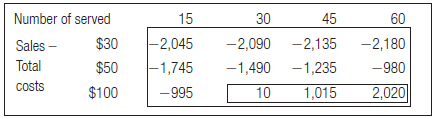 Number of served 15 30 45 60
Sales – $30 –2,045 –2,090 –2,135 –2,180
Total $50 –1,745 –1,490 –1,235 –980
costs $100 –995 10 1,015 2,020